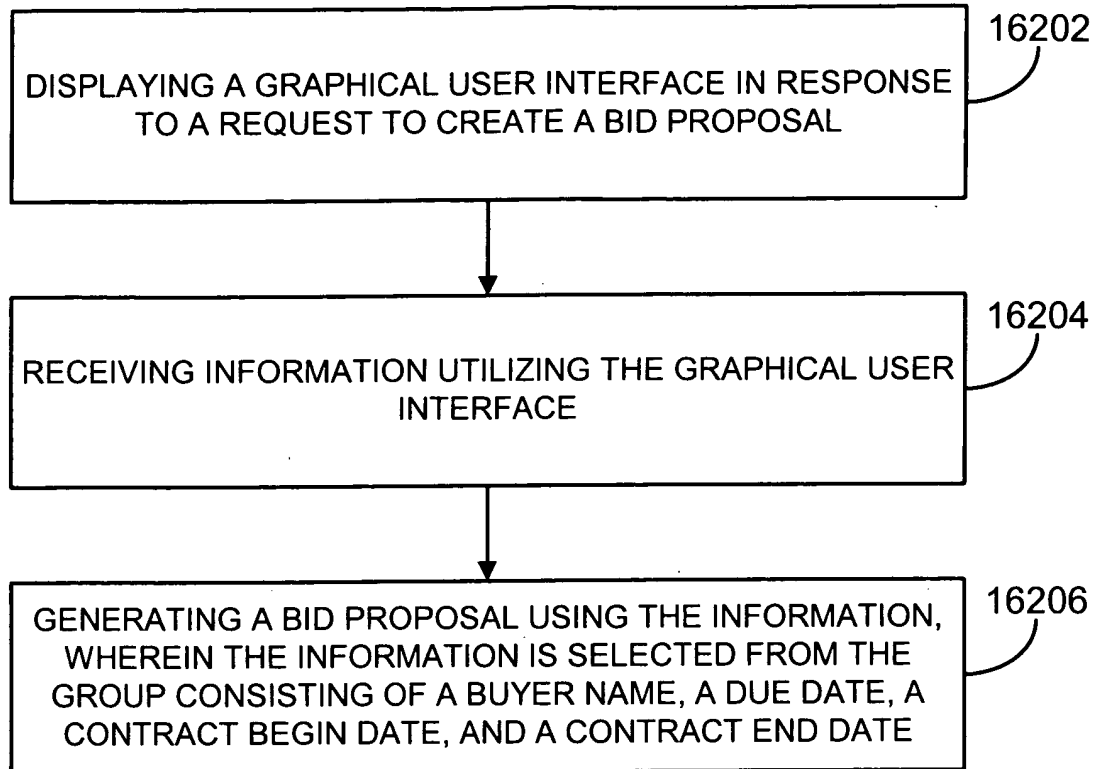 16202
DISPLAYING A GRAPHICAL USER INTERFACE IN RESPONSE
TO A REQUEST TO CREATE A BID PROPOSAL
16204
RECEIVING INFORMATION UTILIZING THE GRAPHICAL USER
INTERFACE
16206
GENERATING A BID PROPOSAL USING THE INFORMATION,
WHEREIN THE INFORMATION IS SELECTED FROM THE
GROUP CONSISTING OF A BUYER NAME, A DUE DATE, A
CONTRACT BEGIN DATE, AND A CONTRACT END DATE